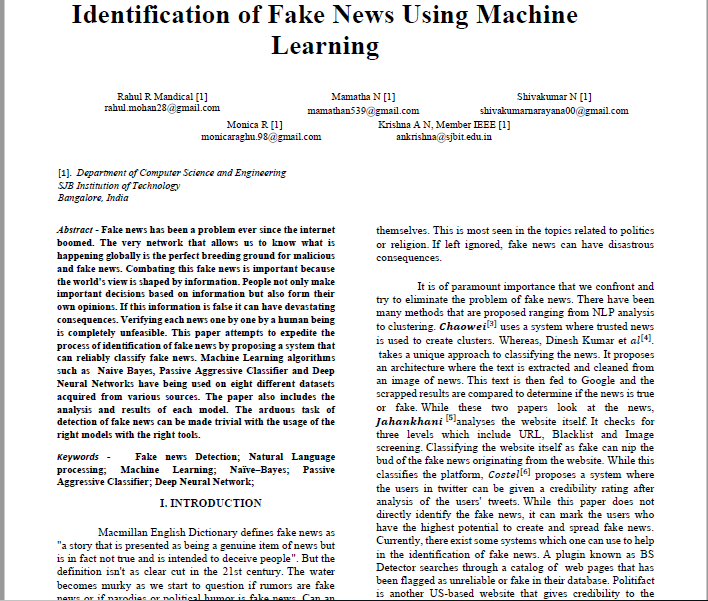 Identification of Fake News Using Machine
Learning
Rahul R Mandical [1]
rahul.mohan28@gmail.com
Mamatha N [1]
mamathan539@gmail.com
Shivakumar N [1]
shivakumarnarayana00@gmail.com
Monica R [1]
monicaraghu.98@gmail.com
Krishna A N, Member IEEE [1]
ankrishna@sjbit.edu.in
[1]. Department of Computer Science and Engineering
SJB Institution of Technology
Bangalore, India
Abstract - Fake news has been a problem ever since the internet
boomed. The very network that allows us to know what is
happening globally is the perfect breeding ground for malicious
and fake news. Combating this fake news is important because
the world's view is shaped by information. People not only make
important decisions based on information but also form their
own opinions. If this information is false it can have devastating
consequences. Verifying each news one by one by a human being
is completely unfeasible. This paper attempts to expedite the
process of identification of fake news by proposing a system that
can reliably classify fake news. Machine Learning algorithms
such as Naive Bayes, Passive Aggressive Classifier and Deep
Neural Networks have being used on eight different datasets
acquired from various sources. The paper also includes the
analysis and results of each model. The arduous task of
detection of fake news can be made trivial with the usage of the
right models with the right tools.
Keywords - Fake news Detection; Natural Language
processing; Machine Learning; Naïve–Bayes; Passive
Aggressive Classifier; Deep Neural Network;
I. INTRODUCTION
Macmillan English Dictionary defines fake news as
"a story that is presented as being a genuine item of news but
is in fact not true and is intended to deceive people". But the
definition isn't as clear cut in the 21st century. The water
becomes murky as we start to question if rumors are fake
news or if parodies or political humor is fake news. Can an
themselves. This is most seen in the topics related to politics
or religion. If left ignored, fake news can have disastrous
consequences.
It is of paramount importance that we confront and
try to eliminate the problem of fake news. There have been
many methods that are proposed ranging from NLP analysis
to clustering. Chaowei[3] uses a system where trusted news
is used to create clusters. Whereas, Dinesh Kumar et al[4].
takes a unique approach to classifying the news. It proposes
an architecture where the text is extracted and cleaned from
an image of news. This text is then fed to Google and the
scrapped results are compared to determine if the news is true
or fake. While these two papers look at the news,
Jahankhani [5]analyses the website itself. It checks for
three levels which include URL, Blacklist and Image
screening. Classifying the website itself as fake can nip the
bud of the fake news originating from the website. While this
classifies the platform, Costel[6] proposes a system where
the users in twitter can be given a credibility rating after
analysis of the users' tweets. While this paper does not
directly identify the fake news, it can mark the users who
have the highest potential to create and spread fake news.
Currently, there exist some systems which one can use to help
in the identification of fake news. A plugin known as BS
Detector searches through a catalog of web pages that has
been flagged as unreliable or fake in their database. Politifact
is another US-based website that gives credibility to the